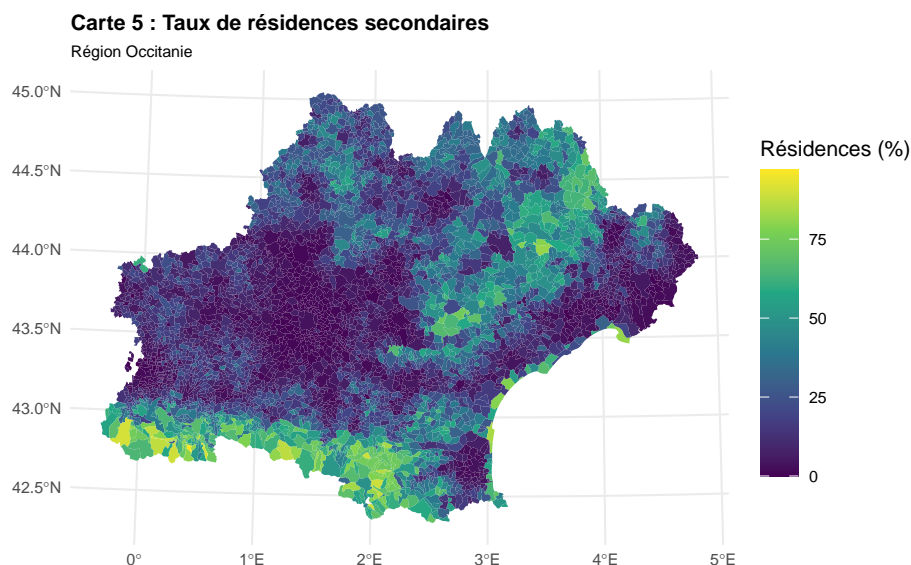 Carte 5 : Taux de résidences secondaires
Région Occitanie
45.0°N
44.5°N
44.0°N
43.5°N
43.0°N
42.5°N
0° 1°E 2°E 3°E 4°E 5°E
Résidences (%)
75
50
25
0